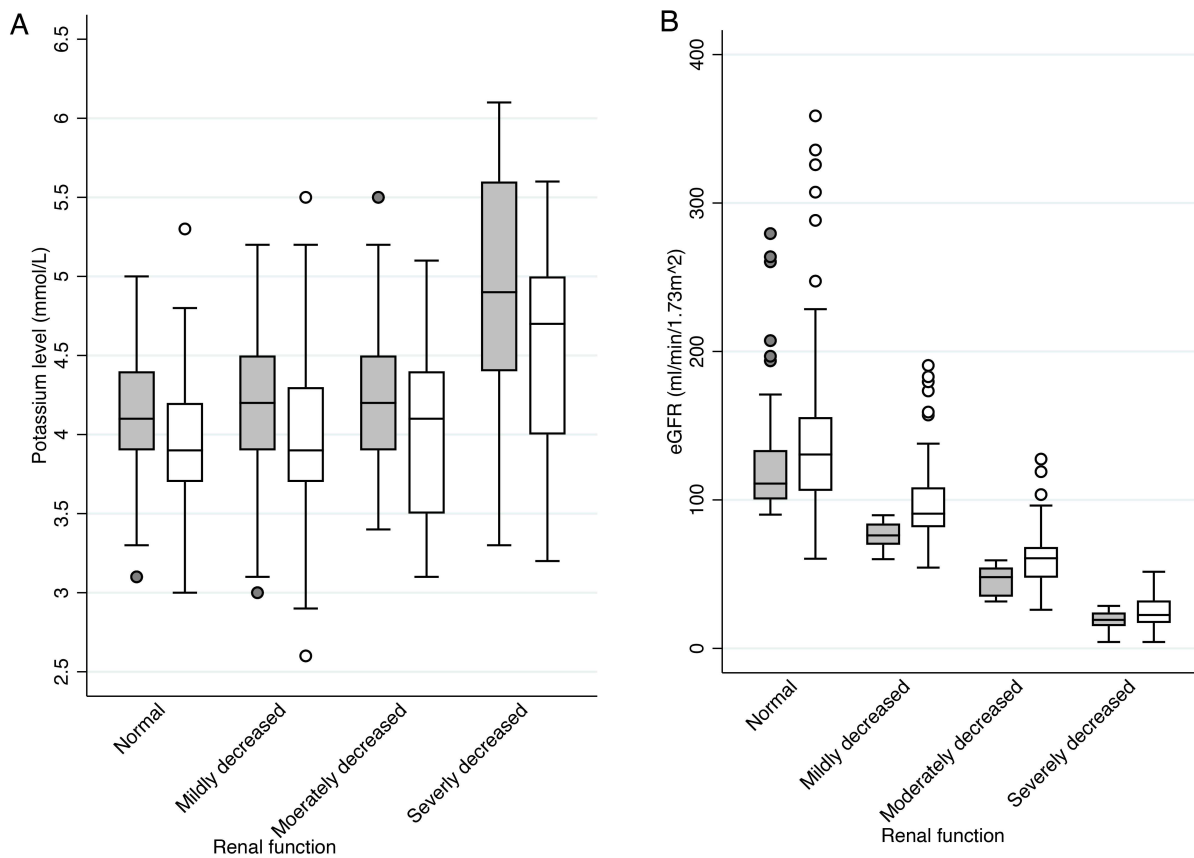 A
Potassium level (mmol/L)
6.5
6
5.5
5
4.5
4
3.5
3
2.5
Normal
Mildly decreased
Moerately decreased
Severly decreased
Renal function
B
eGFR (ml/min/1.73m^2)
400
300
200
100
0
Normal
Mildly decreased
Moderately decreased
Severely decreased
Renal function